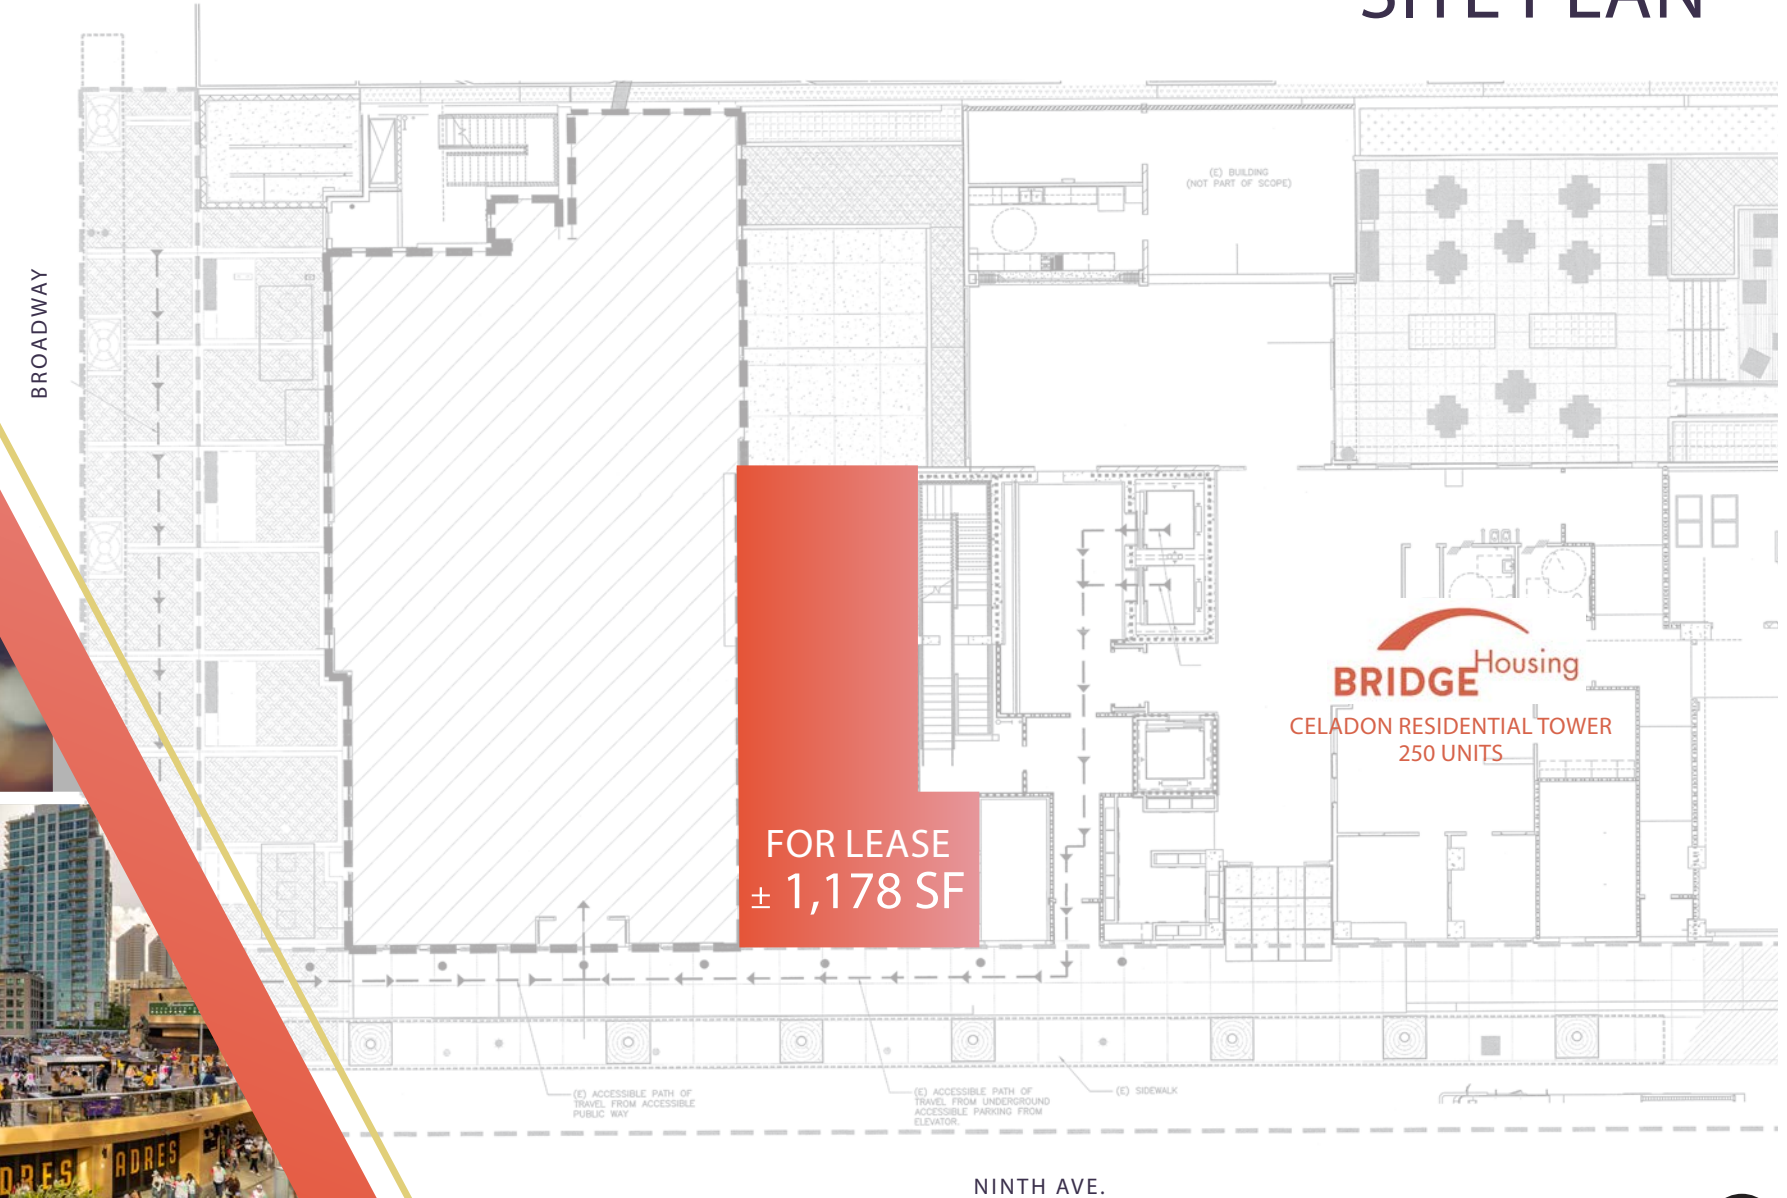 SITE PLAN
(E) BUILDING
(NOT PART OF SCOPE)
BROADWAY
BRIDGE Housing
CELADON RESIDENTIAL TOWER
250 UNITS
FOR LEASE
± 1,178 SF
(E) ACCESSIBLE PATH OF
TRAVEL FROM ACCESSIBLE
PUBLIC WAY
(E) ACCESSIBLE PATH OF
TRAVEL FROM UNDERGROUND
ACCESSIBLE PARKING FROM
ELEVATOR.
(E) SIDEWALK
DRES
ADRES
NINTH AVE.